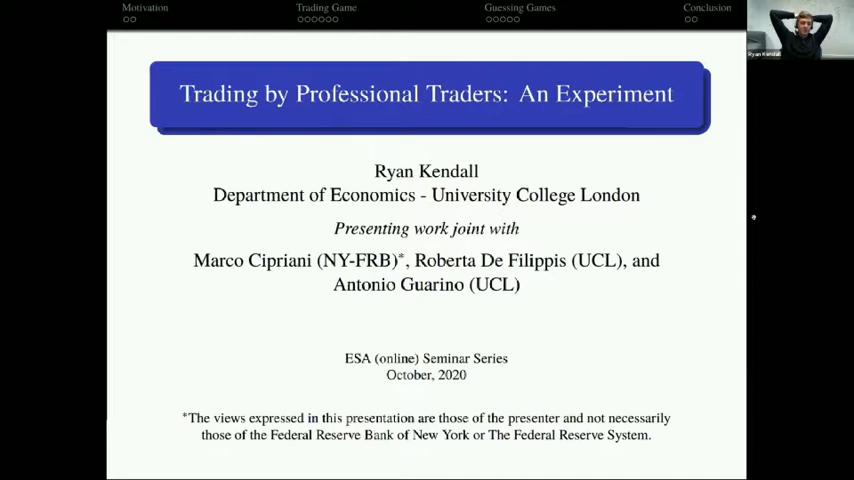 Motivation
Trading Game
Guessing Games
Conclusion
Ryan Kendall
Trading by Professional Traders: An Experiment
Ryan Kendall
Department of Economics - University College London
Presenting work joint with
Marco Cipriani (NY-FRB)*, Roberta De Filippis (UCL), and
Antonio Guarino (UCL)
ESA (online) Seminar Series
October, 2020
*The views expressed in this presentation are those of the presenter and not necessarily
those of the Federal Reserve Bank of New York or The Federal Reserve System.